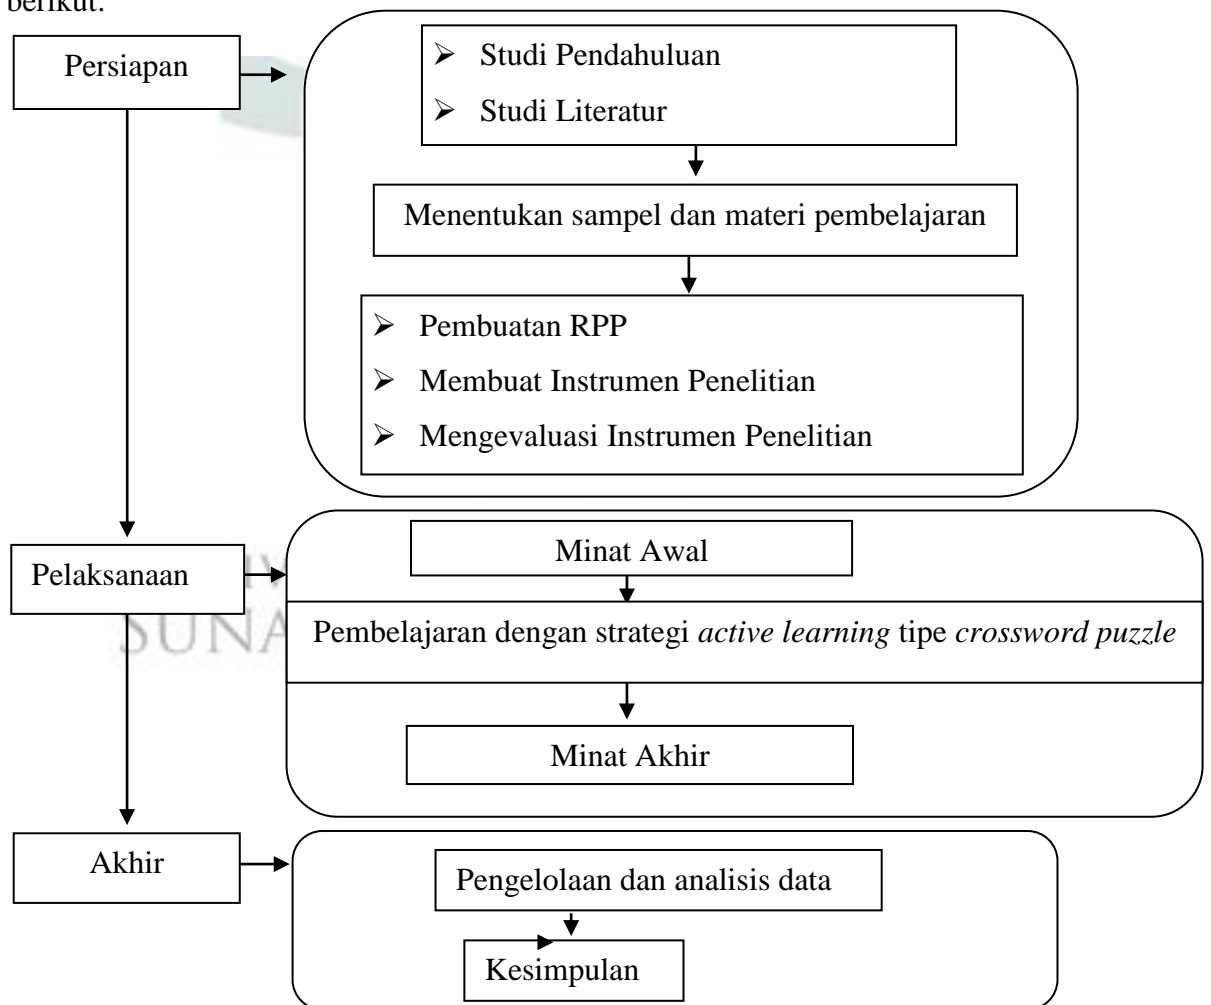 berikut:
Persiapan
➢ Studi Pendahuluan
➢ Studi Literatur
Menentukan sampel dan materi pembelajaran
➢ Pembuatan RPP
➢ Membuat Instrumen Penelitian
➢ Mengevaluasi Instrumen Penelitian
Pelaksanaan
Minat Awal
Pembelajaran dengan strategi active learning tipe crossword puzzle
SUNA
Minat Akhir
Akhir
Pengelolaan dan analisis data
Kesimpulan